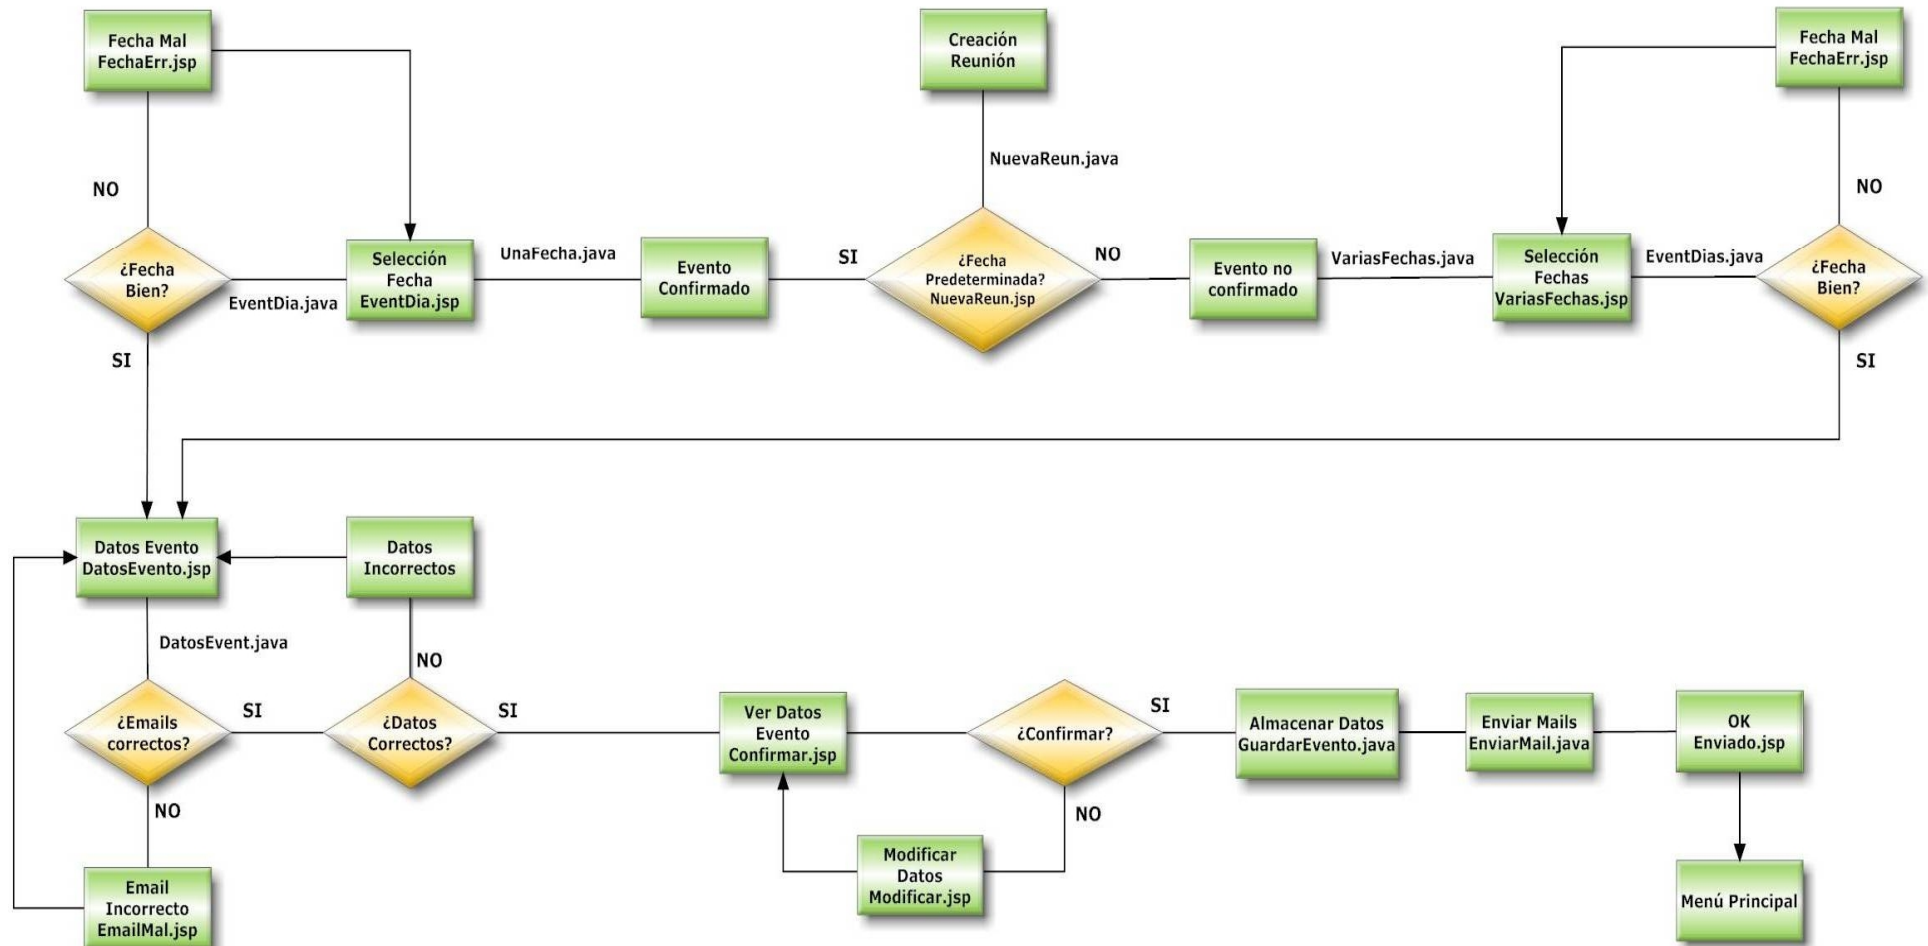 Fecha Mal
FechaErr.jsp
Creación
Reunión
Fecha Mal
FechaErr.jsp
NuevaReun.java
NO
NO
¿Fecha
Bien?
EventDia.java
Selección
Fecha
EventDia.jsp
UnaFecha.java
Evento
Confirmado
SI
¿Fecha
Predeterminada?
NuevaReun.jsp
NO
Evento no
confirmado
VariasFechas.java
Selección
Fechas
VariasFechas.jsp
EventDias.java
¿Fecha
Bien?
SI
SI
Datos Evento
DatosEvento.jsp
Datos
Incorrectos
DatosEvent.java
NO
¿Emails
correctos?
SI
¿Datos
Correctos?
SI
Ver Datos
Evento
Confirmar.jsp
¿Confirmar?
SI
Almacenar Datos
GuardarEvento.java
Enviar Mails
EnviarMail.java
OK
Enviado.jsp
NO
NO
Email
Incorrecto
EmailMal.jsp
Modificar
Datos
Modificar.jsp
Menú Principal